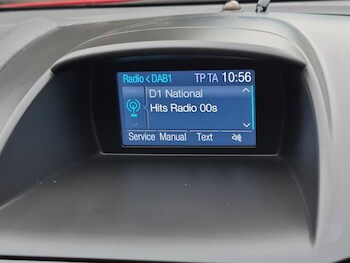 Radio < DAB1 TP TA 10:56
D1 National
Hits Radio 00s
Service Manual Text